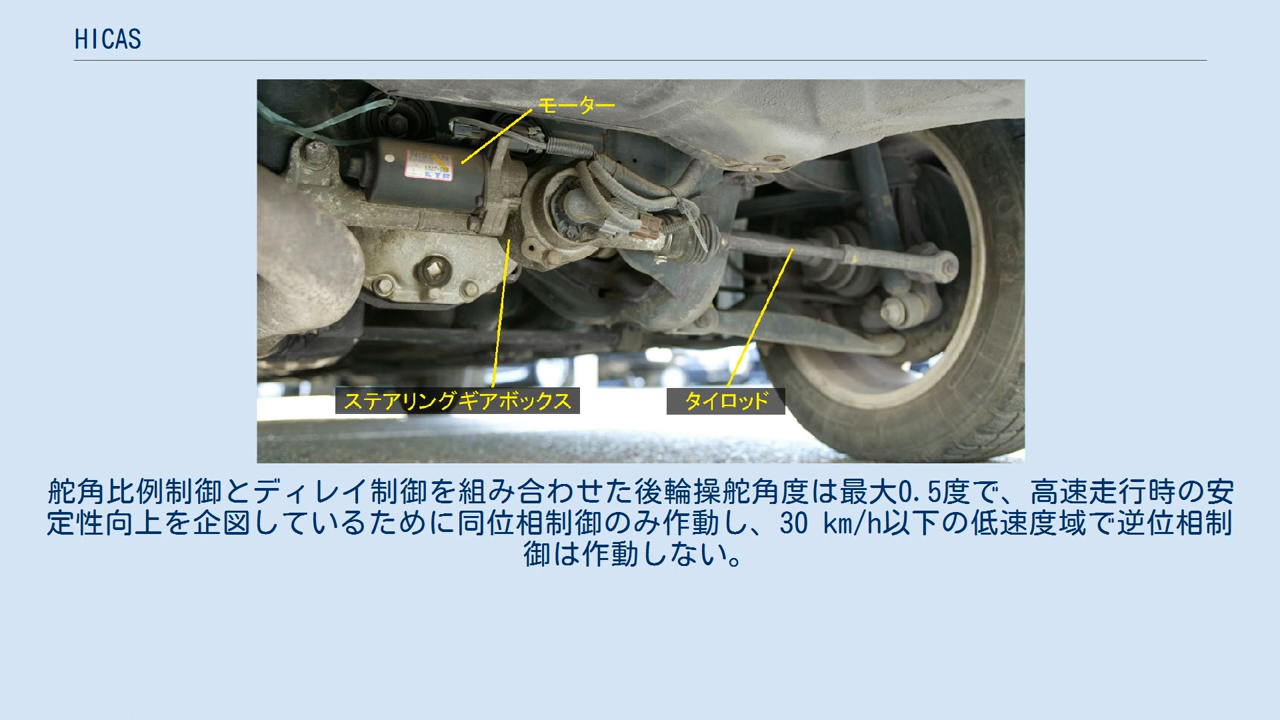 HICAS
モーター
ステアリングギアボックス
タイロッド
舵角比例制御とディレイ制御を組み合わせた後輪操舵角度は最大0.5度で、高速走行時の安
定性向上を企図しているために同位相制御のみ作動し、30 km/h以下の低速度域で逆位相制
御は作動しない。